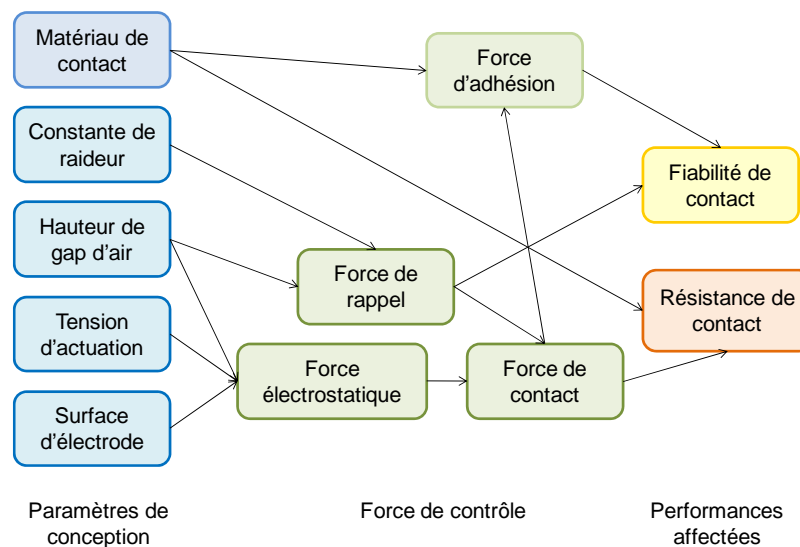 Matériau de
contact
Constante de
raideur
Hauteur de
gap d'air
Tension
d'actuation
Surface
d'électrode
Force
d'adhésion
Force de
rappel
Force
électrostatique
Force de
contact
Fiabilité de
contact
Résistance de
contact
Paramètres de
conception
Force de contrôle
Performances
affectées